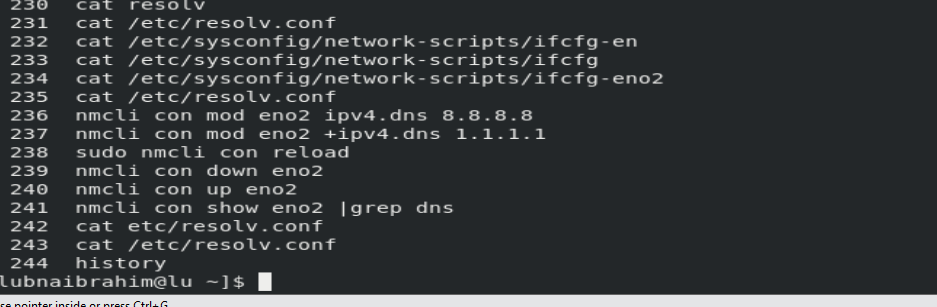 230 cat resolv
231 cat /etc/resolv.conf
232 cat /etc/sysconfig/network-scripts/ifcfg-en
233 cat /etc/sysconfig/network-scripts/ifcfg
234 cat /etc/sysconfig/network-scripts/ifcfg-eno2
235 cat /etc/resolv.conf
236 nmcli con mod eno2 ipv4.dns 8.8.8.8
237 nmcli con mod eno2 +ipv4.dns 1.1.1.1
238 sudo nmcli con reload
239 nmcli con down eno2
240 nmcli con up eno2
241 nmcli con show eno2 |grep dns
242 cat etc/resolv.conf
243 cat /etc/resolv.conf
244 history
lubnaibrahim@lu ~]$
se pointer inside or press Ctrl+G